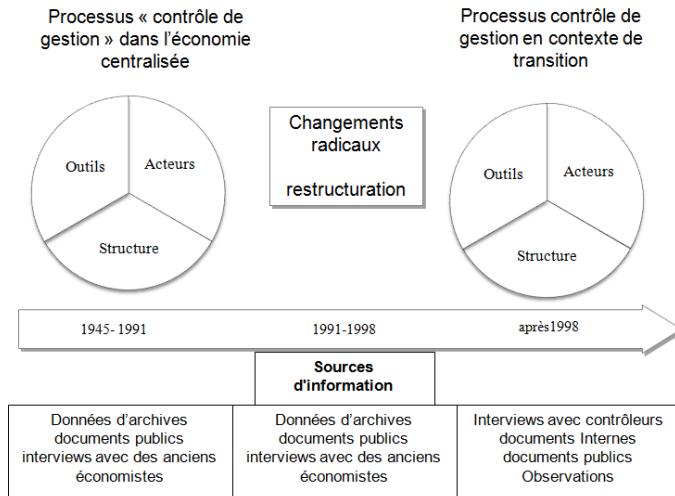 Processus « contrôle de
gestion » dans l'économie
centralisée
Processus contrôle de
gestion en contexte de
transition
Changements
radicaux
restructuration
Outils
Acteurs
Structure
Outils
Acteurs
Structure
1945- 1991
1991-1998
après1998
Sources
d'information
Données d'archives
documents publics
interviews avec des anciens
économistes
Données d'archives
documents publics
interviews avec des anciens
économistes
Interviews avec contrôleurs
documents Internes
documents publics
Observations